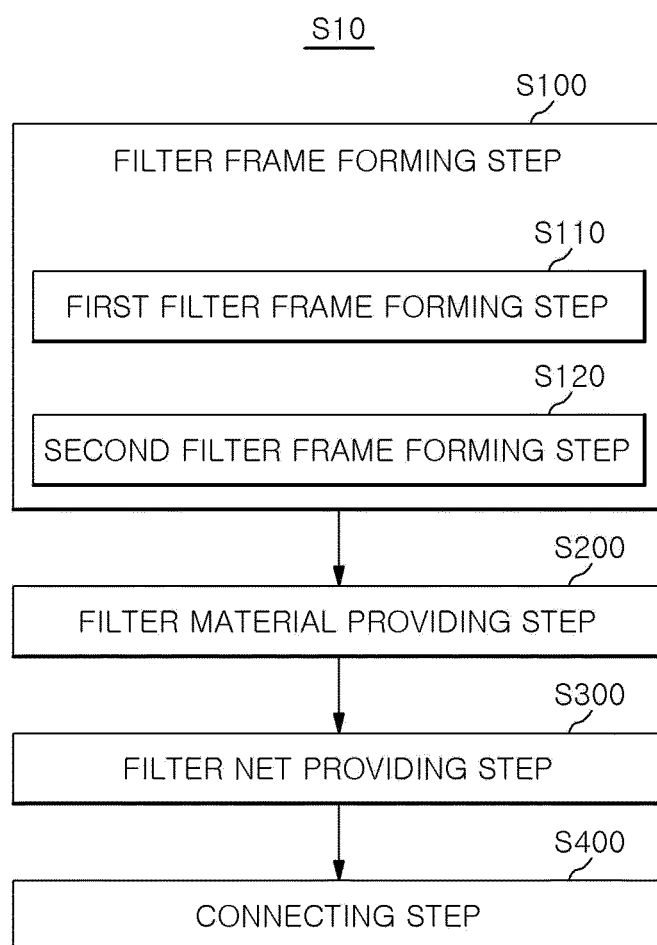 S10
S100
FILTER FRAME FORMING STEP
S110
FIRST FILTER FRAME FORMING STEP
S120
SECOND FILTER FRAME FORMING STEP
S200
FILTER MATERIAL PROVIDING STEP
S300
FILTER NET PROVIDING STEP
S400
CONNECTING STEP